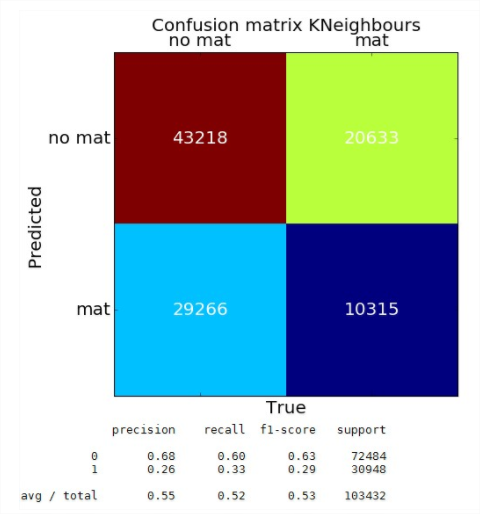 Confusion matrix KNeighbours
no mat mat
no mat 43218 20633
Predicted
mat 29266 10315
True
precision recall f1-score support
0 0.68 0.60 0.63 72484
1 0.26 0.33 0.29 30948
avg / total 0.55 0.52 0.53 103432